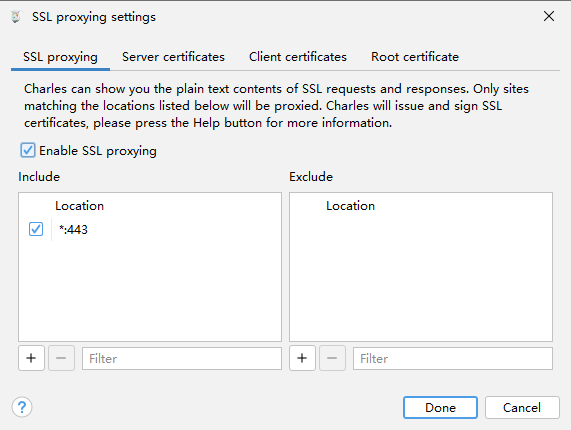 SSL proxying settings
SSL proxying Server certificates Client certificates Root certificate
Charles can show you the plain text contents of SSL requests and responses. Only sites
matching the locations listed below will be proxied. Charles will issue and sign SSL
certificates, please press the Help button for more information.
Enable SSL proxying
Include Exclude
Location Location
*:443
+ − Filter + − Filter
? Done Cancel